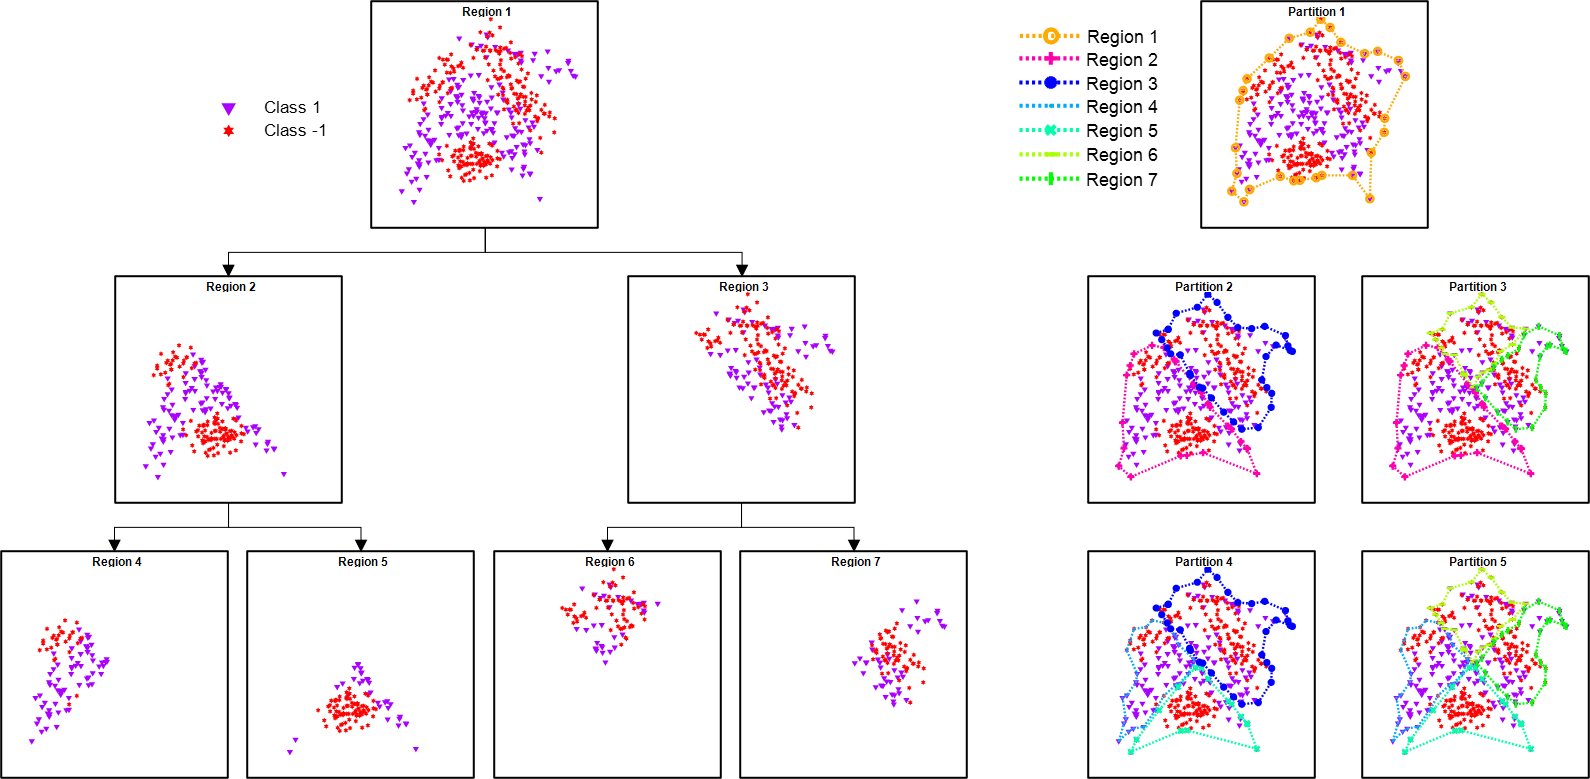 Region 1
Class 1
Class -1
Region 2
Region 3
Region 4
Region 5
Region 6
Region 7
Region 1
Region 2
Region 3
Region 4
Region 5
Region 6
Region 7
Partition 1
Partition 2
Partition 3
Partition 4
Partition 5